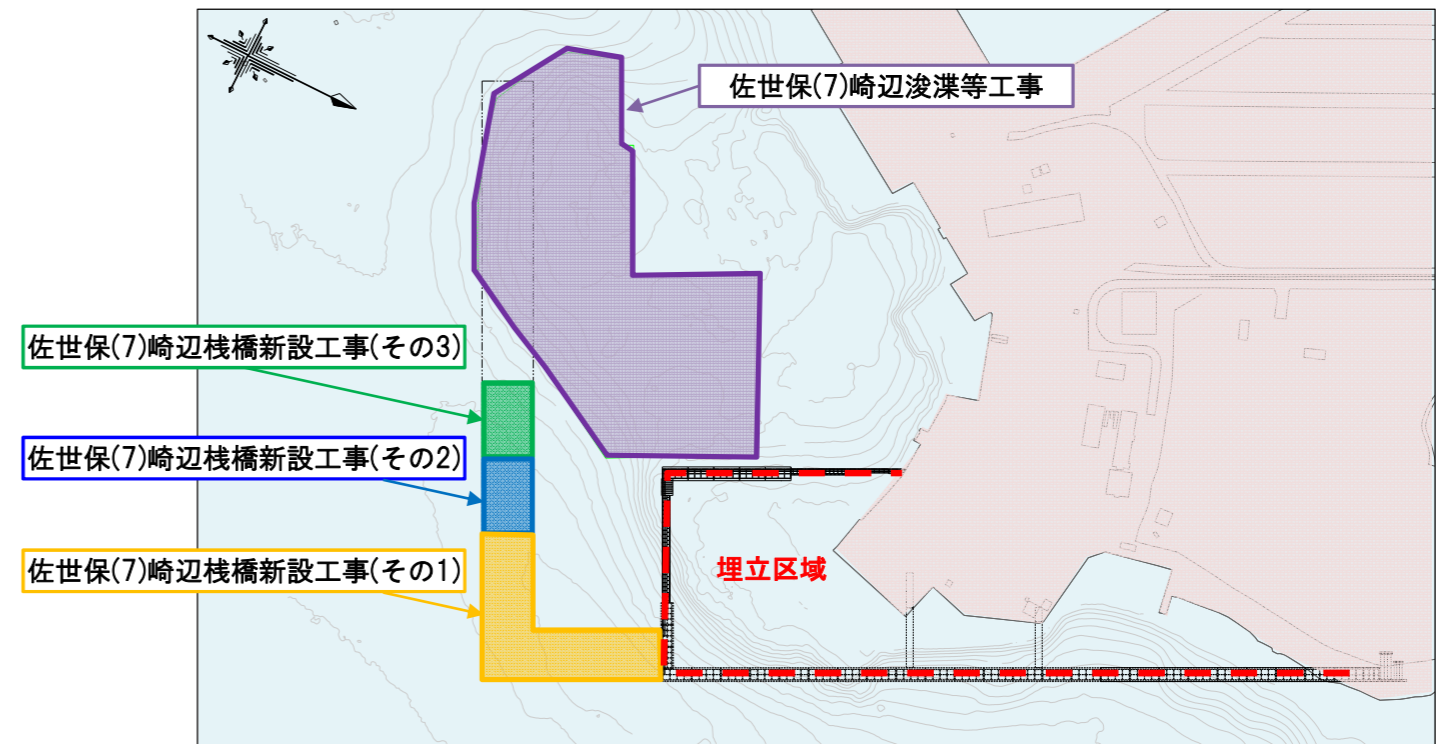 佐世保(7)崎辺浚渫等工事
佐世保(7)崎辺桟橋新設工事(その3)
佐世保(7)崎辺桟橋新設工事(その2)
佐世保(7)崎辺桟橋新設工事(その1)
埋立区域